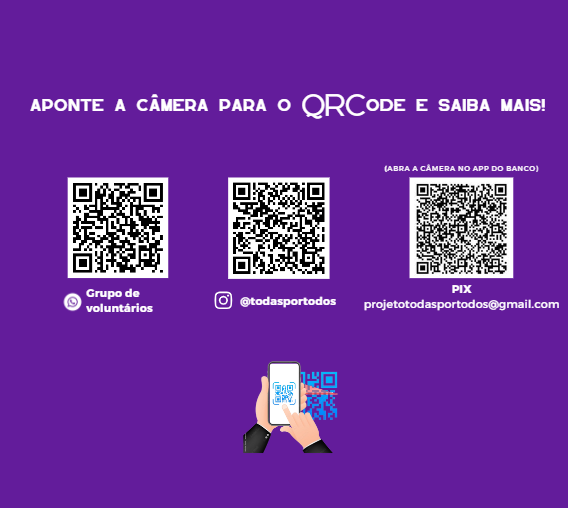 APONTE A CÂMERA PARA O QRCODE E SAIBA MAIS!
(ABRA A CÂMERA NO APP DO BANCO)
Grupo de
voluntários
@todasportodos
PIX
projetotodasportodos@gmail.com